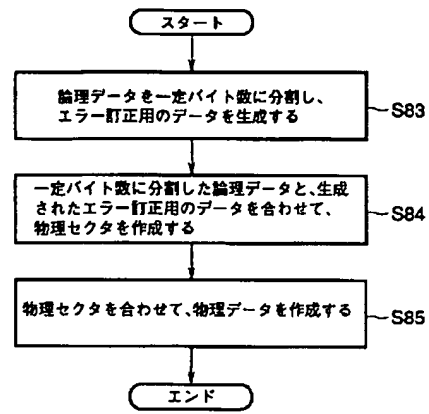 スタート
論理データを一定バイト数に分割し、
エラー訂正用のデータを生成する
S83
一定バイト数に分割した論理データと、生成
されたエラー訂正用のデータを合わせて、
物理セクタを作成する
S84
物理セクタを合わせて、物理データを作成する
S85
エンド